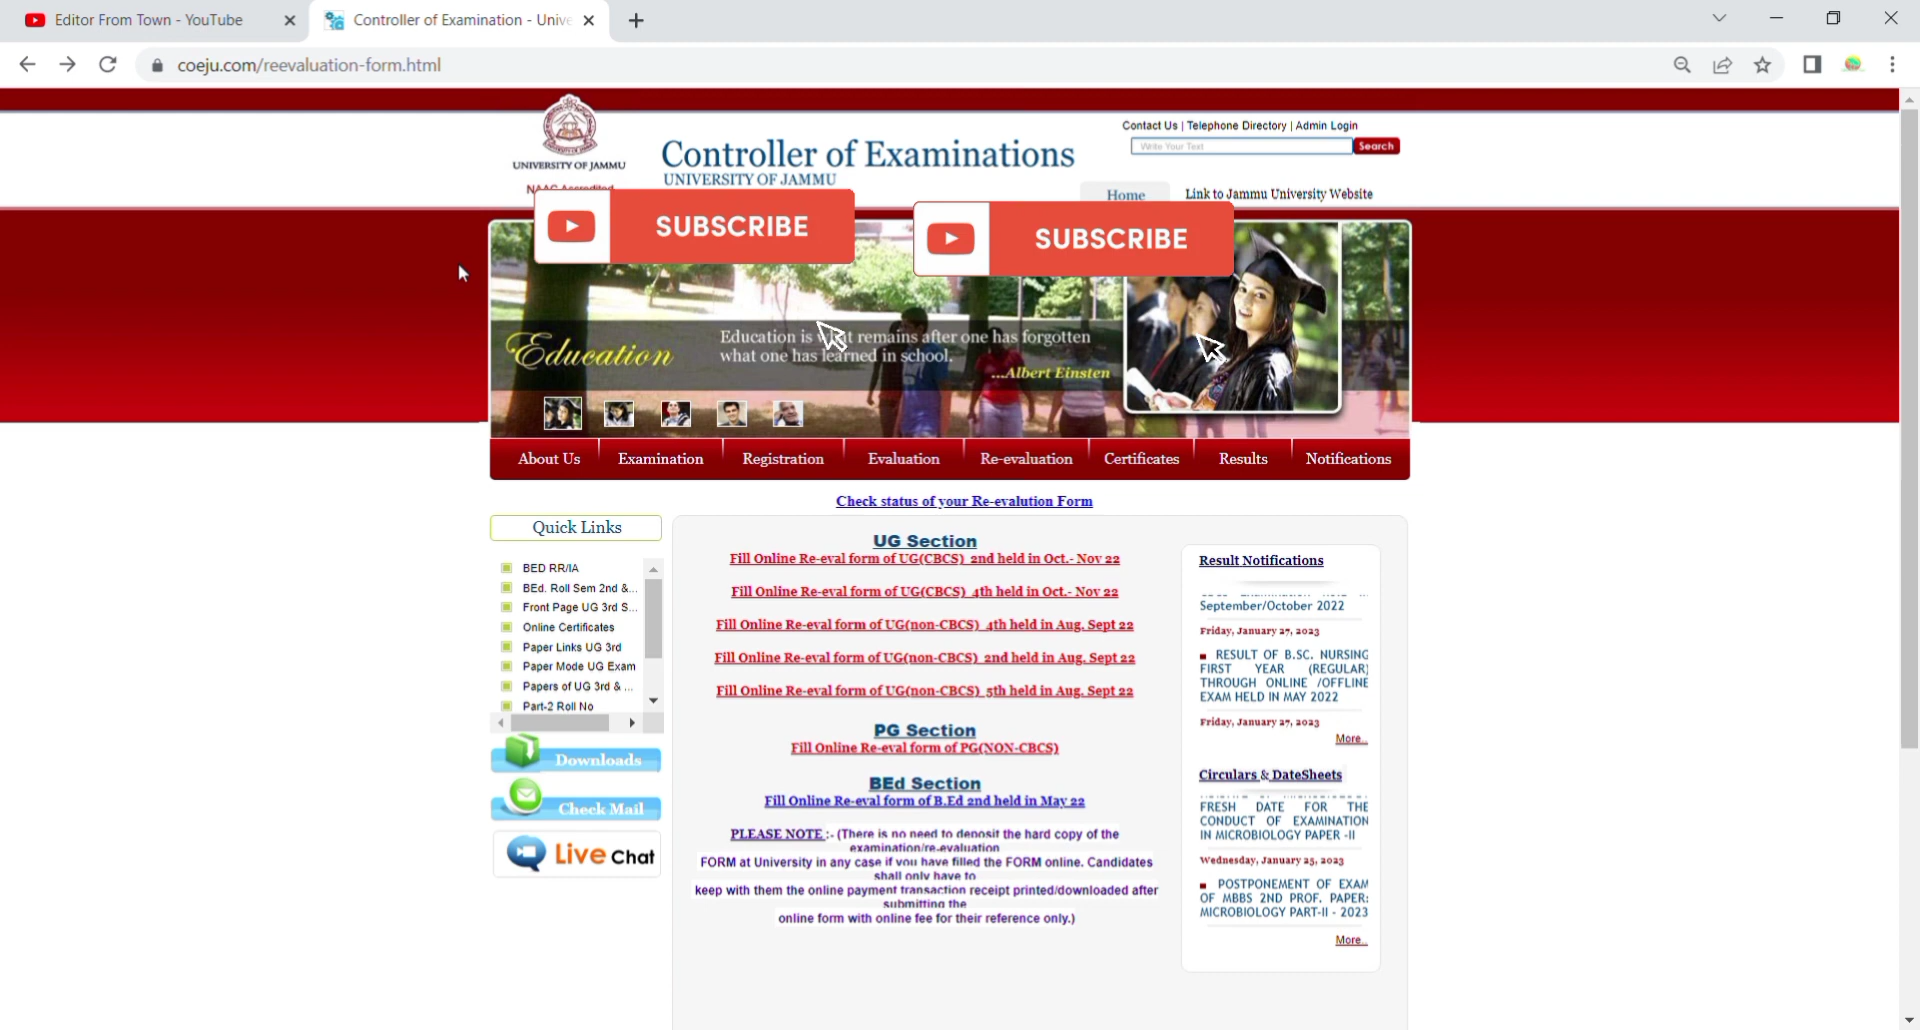 Editor From Town - YouTube
Controller of Examination - Unive
coeju.com/reevaluation-form.html
UNIVERSITY OF JAMMU
NAAC Accredited
Controller of Examinations
UNIVERSITY OF JAMMU
Contact Us | Telephone Directory | Admin Login
Write Your Text
Search
Home
Link to Jammu University Website
SUBSCRIBE
SUBSCRIBE
Education
Education is what remains after one has forgotten
what one has learned in school.
...Albert Einsten
About Us
Examination
Registration
Evaluation
Re-evaluation
Certificates
Results
Notifications
Check status of your Re-evalution Form
Quick Links
BED RR/IA
BEd. Roll Sem 2nd &...
Front Page UG 3rd S...
Online Certificates
Paper Links UG 3rd
Paper Mode UG Exam
Papers of UG 3rd & ...
Part-2 Roll No
Downloads
Check Mail
Live Chat
UG Section
Fill Online Re-eval form of UG(CBCS) 2nd held in Oct.- Nov 22
Fill Online Re-eval form of UG(CBCS) 4th held in Oct.- Nov 22
Fill Online Re-eval form of UG(non-CBCS) 4th held in Aug. Sept 22
Fill Online Re-eval form of UG(non-CBCS) 2nd held in Aug. Sept 22
Fill Online Re-eval form of UG(non-CBCS) 5th held in Aug. Sept 22
PG Section
Fill Online Re-eval form of PG(NON-CBCS)
BEd Section
Fill Online Re-eval form of B.Ed 2nd held in May 22
PLEASE NOTE :- (There is no need to deposit the hard copy of the
examination/re-evaluation
FORM at University in any case if you have filled the FORM online. Candidates
shall only have to
keep with them the online payment transaction receipt printed/downloaded after
submitting the
online form with online fee for their reference only.)
Result Notifications
September/October 2022
Friday, January 27, 2023
RESULT OF B.SC. NURSING
FIRST YEAR (REGULAR)
THROUGH ONLINE /OFFLINE
EXAM HELD IN MAY 2022
Friday, January 27, 2023
More..
Circulars & DateSheets
FRESH DATE FOR THE
CONDUCT OF EXAMINATION
IN MICROBIOLOGY PAPER -II
Wednesday, January 25, 2023
POSTPONEMENT OF EXAM
OF MBBS 2ND PROF. PAPER:
MICROBIOLOGY PART-II - 2023
More..